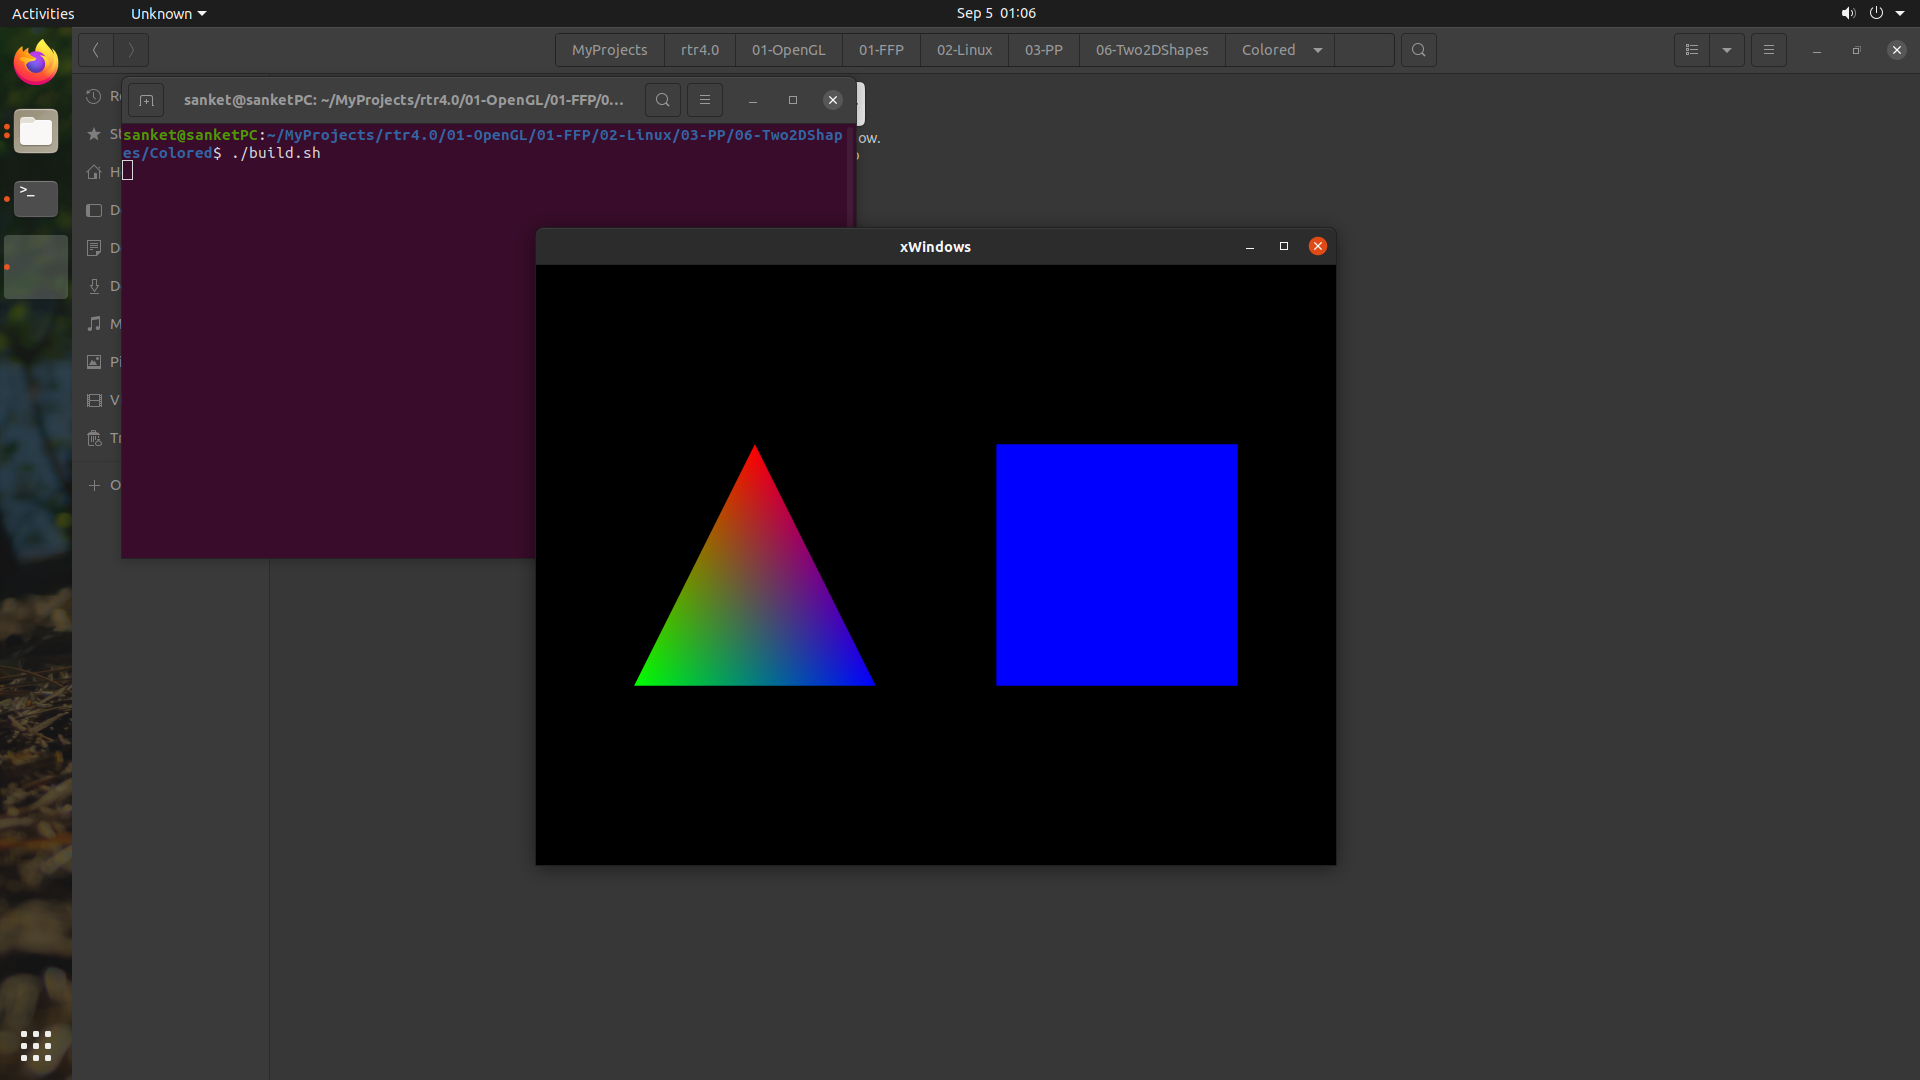 Activities
Unknown
Sep 5 01:06
MyProjects
rtr4.0
01-OpenGL
01-FFP
02-Linux
03-PP
06-Two2DShapes
Colored
sanket@sanketPC: ~/MyProjects/rtr4.0/01-OpenGL/01-FFP/0...
sanket@sanketPC:~/MyProjects/rtr4.0/01-OpenGL/01-FFP/02-Linux/03-PP/06-Two2DShap
es/Colored$ ./build.sh
ow.
xWindows